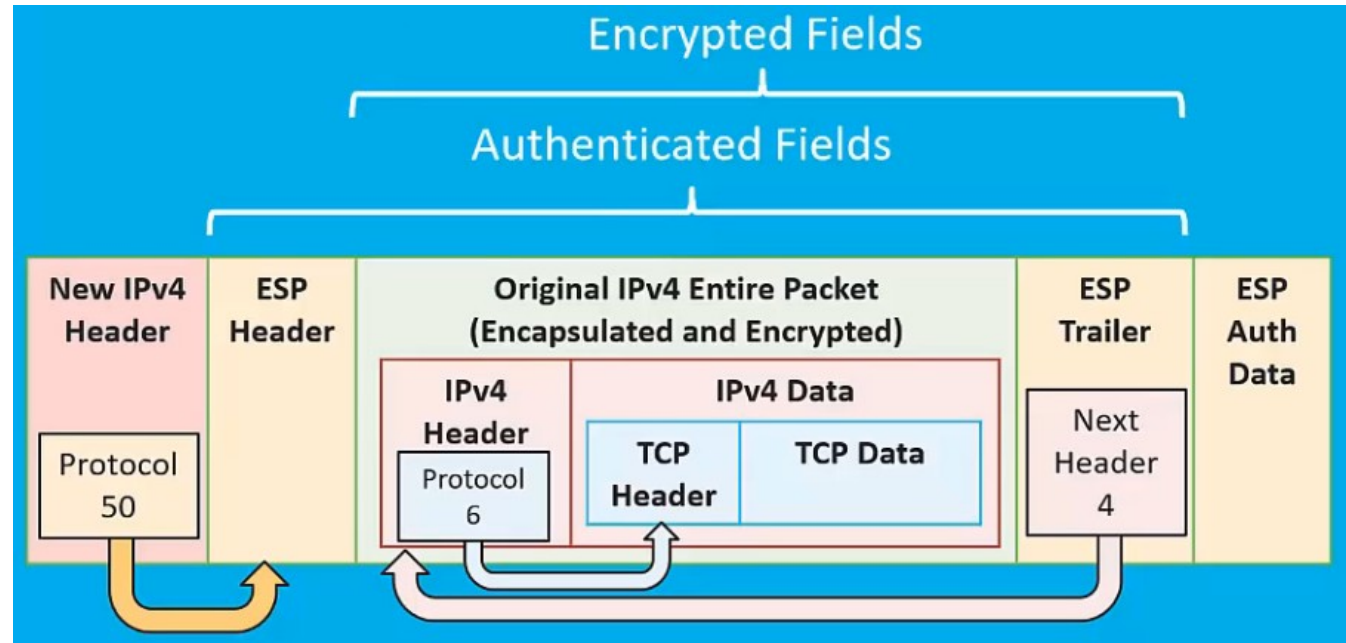 Encrypted Fields
Authenticated Fields
New IPv4
Header
Protocol
50
ESP
Header
Original IPv4 Entire Packet
(Encapsulated and Encrypted)
IPv4
Header
Protocol
6
IPv4 Data
TCP
Header
TCP Data
ESP
Trailer
Next
Header
4
ESP
Auth
Data